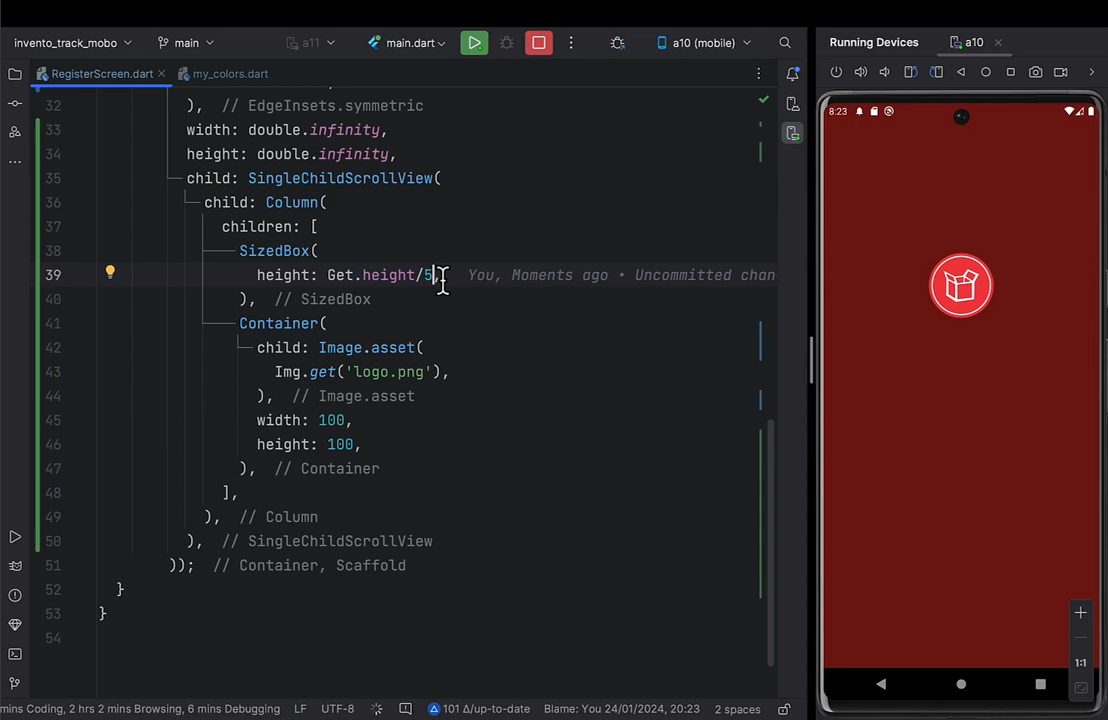 invento_track_mobo
main
a11
main.dart
a10 (mobile)
Running Devices
a10
RegisterScreen.dart
my_colors.dart
8:23
32 ), // EdgeInsets.symmetric
33 width: double.infinity,
34 height: double.infinity,
35 child: SingleChildScrollView(
36 child: Column(
37 children: [
38 SizedBox(
39 height: Get.height/5, You, Moments ago • Uncommitted chan
40 ), // SizedBox
41 Container(
42 child: Image.asset(
43 Img.get('logo.png'),
44 ), // Image.asset
45 width: 100,
46 height: 100,
47 ), // Container
48 ],
49 ), // Column
50 ), // SingleChildScrollView
51 )); // Container, Scaffold
52 }
53 }
54
1:1
mins Coding, 2 hrs 2 mins Browsing, 6 mins Debugging
LF
UTF-8
101 Δ/up-to-date
Blame: You 24/01/2024, 20:23
2 spaces